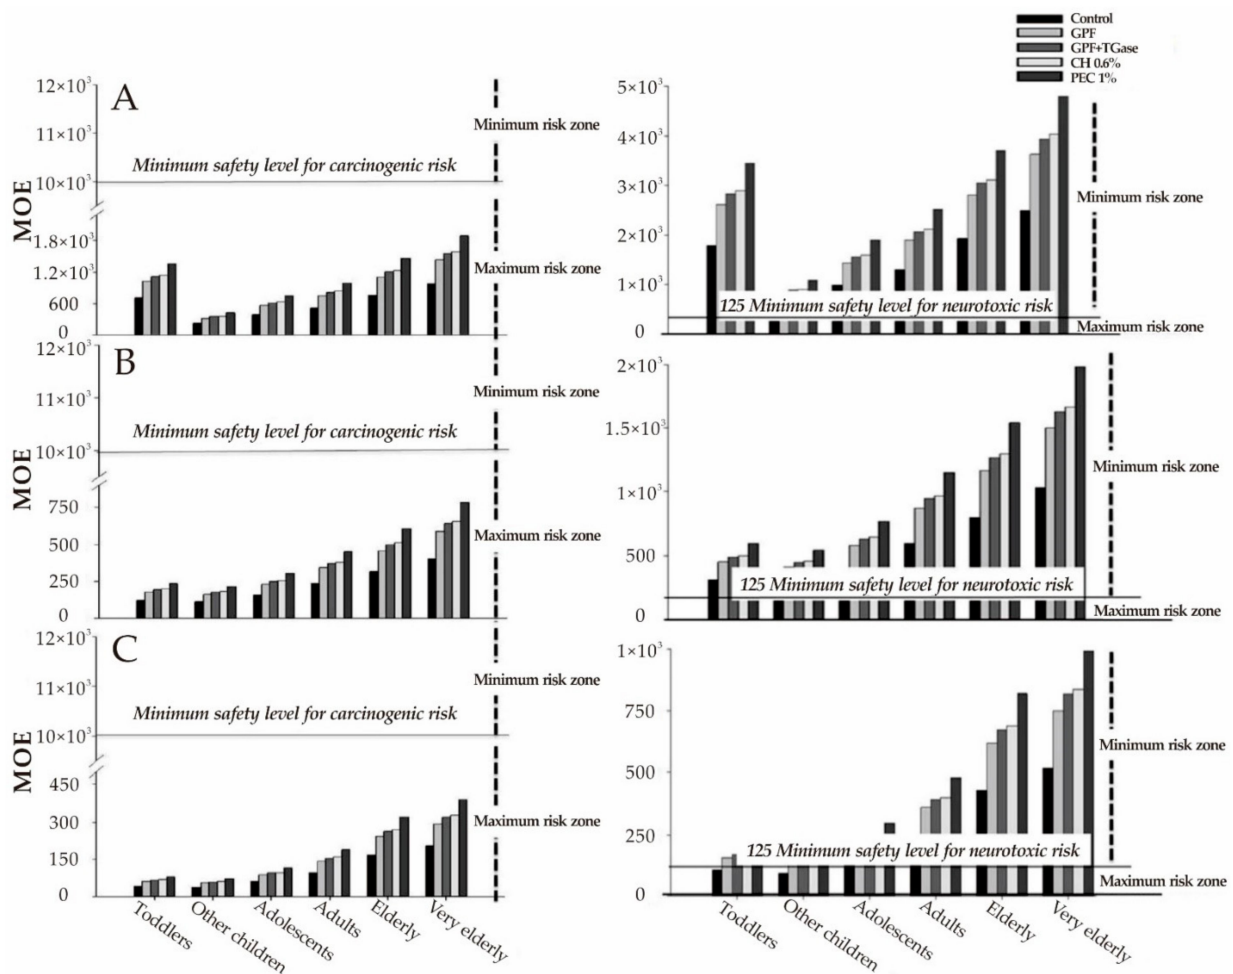 Control
GPF
GPF+TGase
CH 0.6%
PEC 1%
A
MOE
12×10³
11×10³
10×10³
1.8×10³
1.2×10³
600
0
Minimum safety level for carcinogenic risk
Minimum risk zone
Maximum risk zone
5×10³
4×10³
3×10³
2×10³
1×10³
0
125 Minimum safety level for neurotoxic risk
Minimum risk zone
Maximum risk zone
B
MOE
12×10³
11×10³
10×10³
750
500
250
0
Minimum safety level for carcinogenic risk
Minimum risk zone
Maximum risk zone
2×10³
1.5×10³
1×10³
500
0
125 Minimum safety level for neurotoxic risk
Minimum risk zone
Maximum risk zone
C
MOE
12×10³
11×10³
10×10³
450
300
150
0
Minimum safety level for carcinogenic risk
Minimum risk zone
Maximum risk zone
Toddlers
Other children
Adolescents
Adults
Elderly
Very elderly
1×10³
750
500
250
0
125 Minimum safety level for neurotoxic risk
Minimum risk zone
Maximum risk zone
Toddlers
Other children
Adolescents
Adults
Elderly
Very elderly